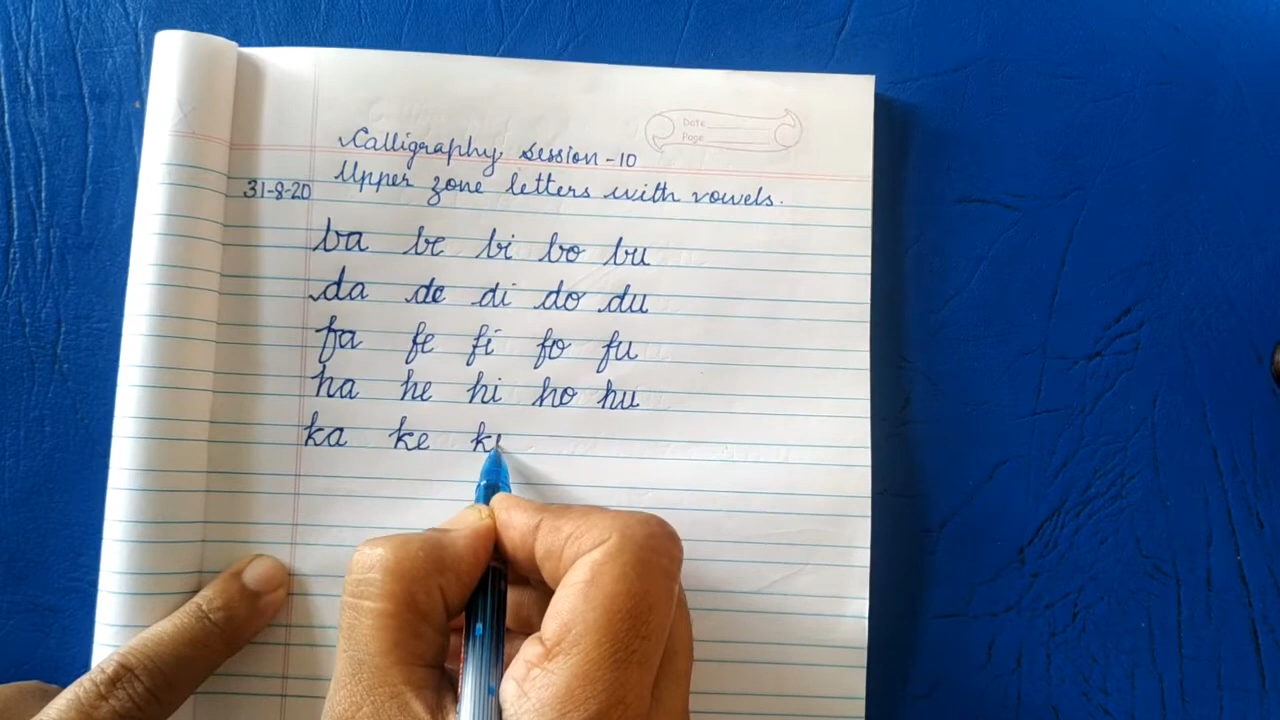 Date
Page
Calligraphy session-10
31-8-20 Upper zone letters with vowels.
ba be bi bo bu
da de di do du
fa fe fi fo fu
ha he hi ho hu
ka ke ki